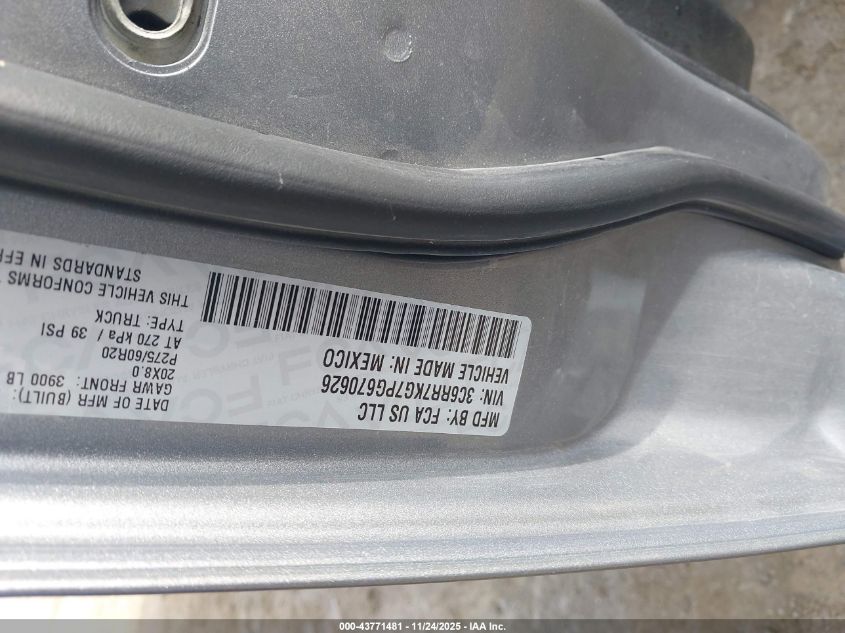 MFD BY: FCA US LLC
DATE OF MFR (BUILT):
GAWR FRONT: 3900 LB
20X8.0
P275/60R20
AT 270 kPa / 39 PSI
VIN: 3C6RR7KG7PG670626
TYPE: TRUCK
VEHICLE MADE IN: MEXICO
THIS VEHICLE CONFORMS
STANDARDS IN EFF
000-43771481 - 11/24/2025 - IAA Inc.